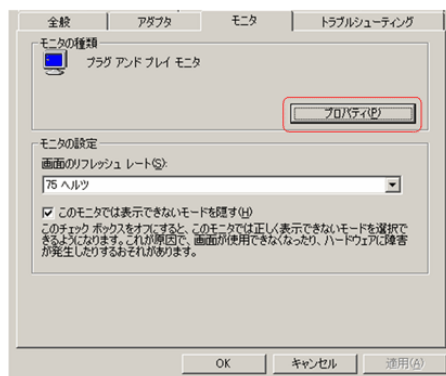 全般 アダプタ モニタ トラブルシューティング
モニタの種類
プラグ アンド プレイ モニタ
プロパティ(P)
モニタの設定
画面のリフレッシュ レート(S):
75 ヘルツ
このモニタでは表示できないモードを隠す(H)
このチェック ボックスをオフにすると、このモニタでは正しく表示できないモードを選択で
きるようになります。これが原因で、画面が使用できなくなったり、ハードウェアに障害
が発生したりするおそれがあります。
OK キャンセル 適用(A)